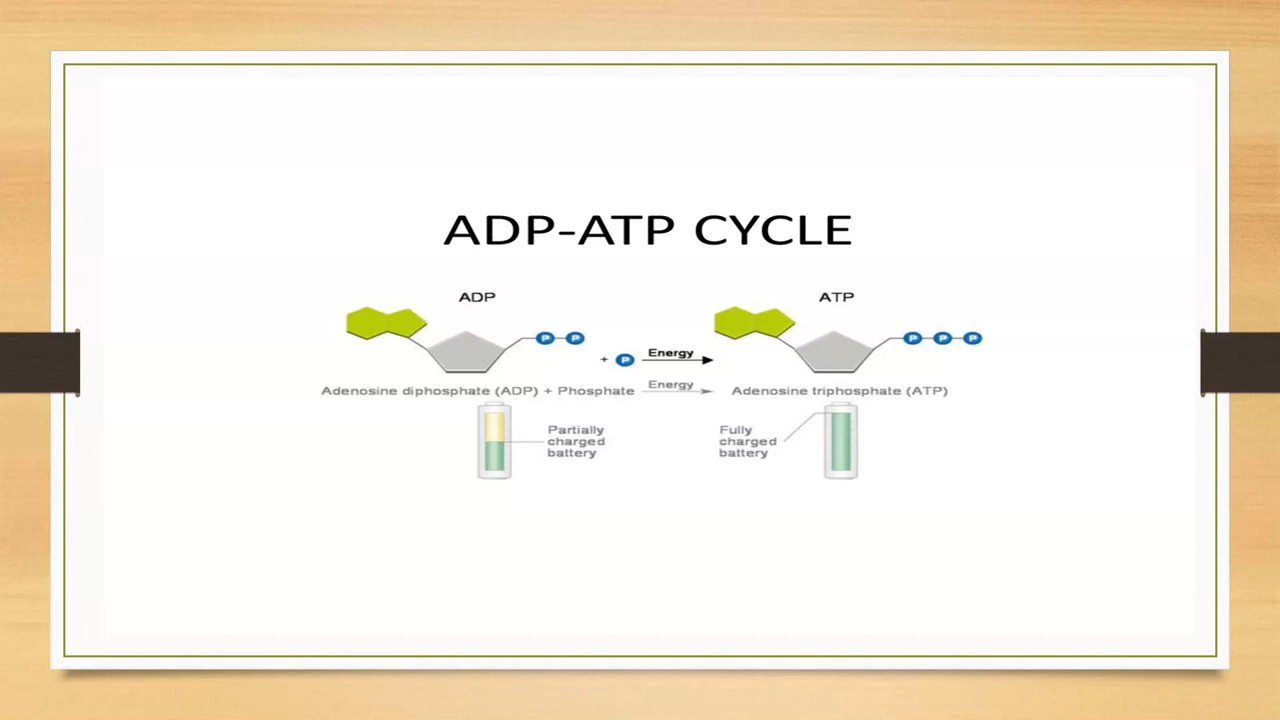 ADP-ATP CYCLE
ADP
ATP
P P
P P P
+ P Energy
Adenosine diphosphate (ADP) + Phosphate Energy Adenosine triphosphate (ATP)
Partially
charged
battery
Fully
charged
battery